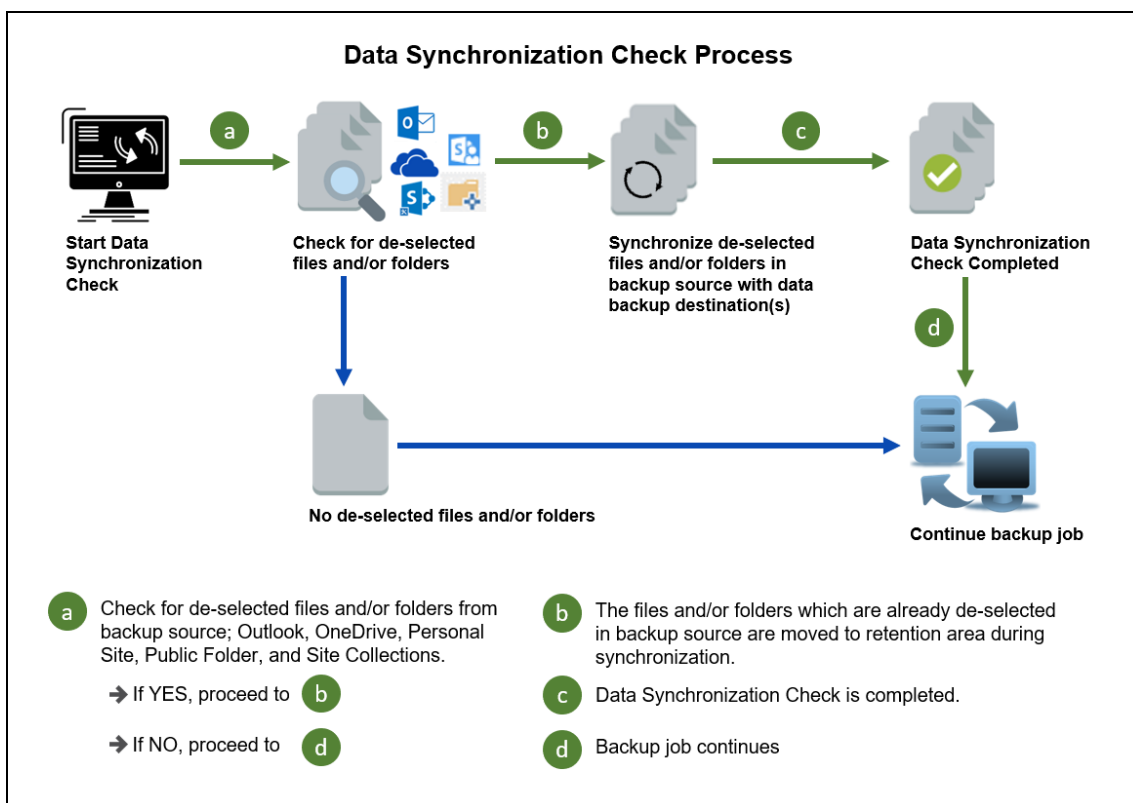 Data Synchronization Check Process
a
b
c
Start Data
Synchronization
Check
Check for de-selected
files and/or folders
Synchronize de-selected
files and/or folders in
backup source with data
backup destination(s)
Data Synchronization
Check Completed
d
No de-selected files and/or folders
Continue backup job
a Check for de-selected files and/or folders from
backup source; Outlook, OneDrive, Personal
Site, Public Folder, and Site Collections.
➔ If YES, proceed to b
➔ If NO, proceed to d
b The files and/or folders which are already de-selected
in backup source are moved to retention area during
synchronization.
c Data Synchronization Check is completed.
d Backup job continues